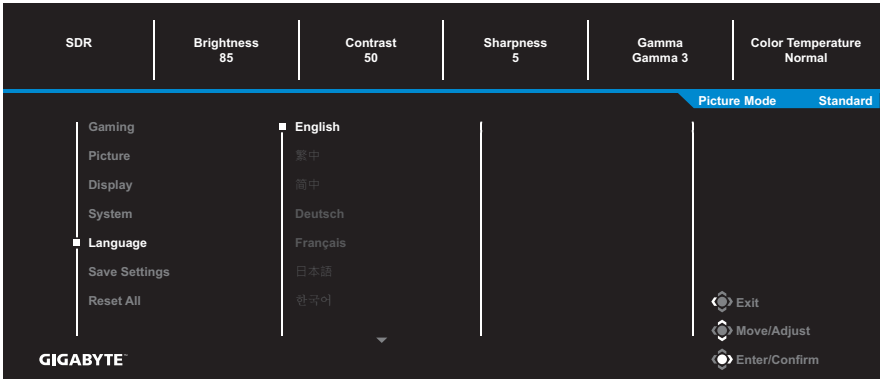 SDR
Brightness
85
Contrast
50
Sharpness
5
Gamma
Gamma 3
Color Temperature
Normal
Picture Mode Standard
Gaming
Picture
Display
System
Language
Save Settings
Reset All
English
繁中
简中
Deutsch
Français
日本語
한국어
Exit
Move/Adjust
Enter/Confirm
GIGABYTE™